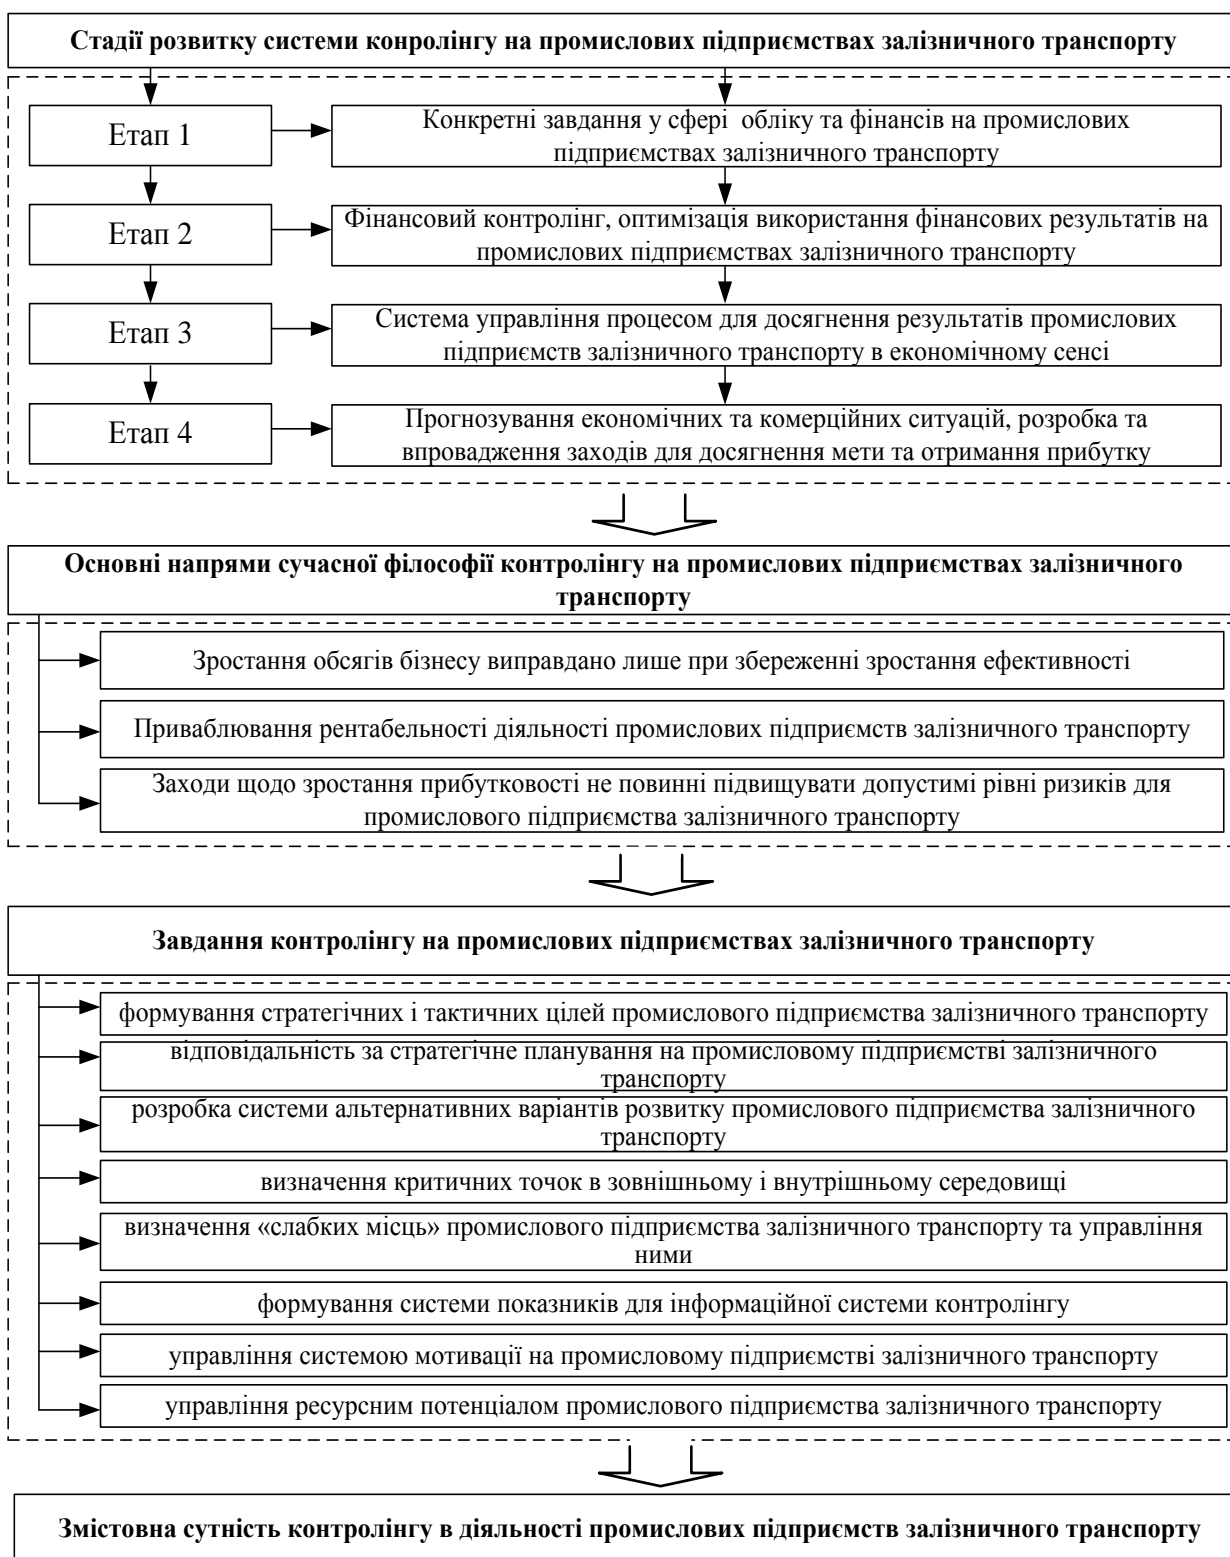 Стадії розвитку системи конролінгу на промислових підприємствах залізничного транспорту
Етап 1
Конкретні завдання у сфері обліку та фінансів на промислових
підприємствах залізничного транспорту
Етап 2
Фінансовий контролінг, оптимізація використання фінансових результатів на
промислових підприємствах залізничного транспорту
Етап 3
Система управління процесом для досягнення результатів промислових
підприємств залізничного транспорту в економічному сенсі
Етап 4
Прогнозування економічних та комерційних ситуацій, розробка та
впровадження заходів для досягнення мети та отримання прибутку
Основні напрями сучасної філософії контролінгу на промислових підприємствах залізничного
транспорту
Зростання обсягів бізнесу виправдано лише при збереженні зростання ефективності
Приваблювання рентабельності діяльності промислових підприємств залізничного транспорту
Заходи щодо зростання прибутковості не повинні підвищувати допустимі рівні ризиків для
промислового підприємства залізничного транспорту
Завдання контролінгу на промислових підприємствах залізничного транспорту
формування стратегічних і тактичних цілей промислового підприємства залізничного транспорту
відповідальність за стратегічне планування на промисловому підприємстві залізничного
транспорту
розробка системи альтернативних варіантів розвитку промислового підприємства залізничного
транспорту
визначення критичних точок в зовнішньому і внутрішньому середовищі
визначення «слабких місць» промислового підприємства залізничного транспорту та управління
ними
формування системи показників для інформаційної системи контролінгу
управління системою мотивації на промисловому підприємстві залізничного транспорту
управління ресурсним потенціалом промислового підприємства залізничного транспорту
Змістовна сутність контролінгу в діяльності промислових підприємств залізничного транспорту